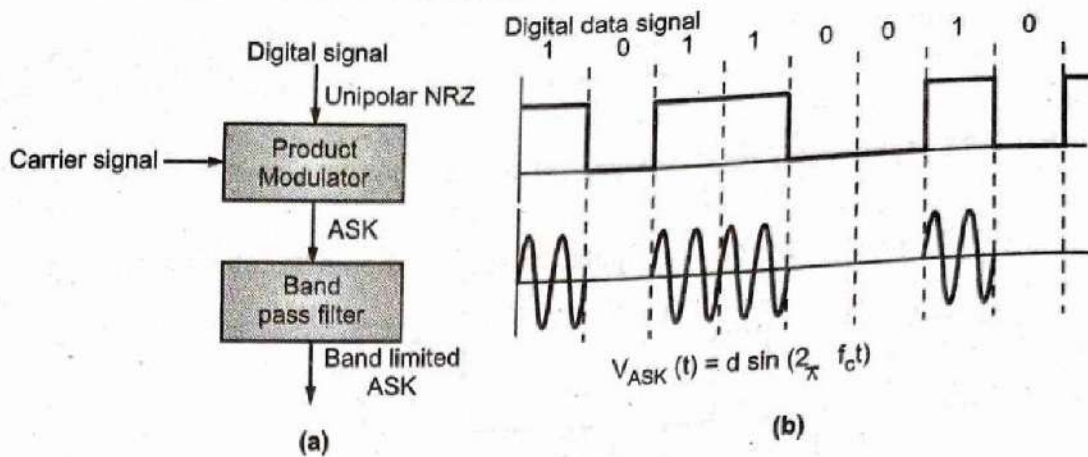 Digital signal
Unipolar NRZ
Carrier signal
Product
Modulator
ASK
Band
pass filter
Band limited
ASK
(a)
Digital data signal
1 0 1 1 0 0 1 0
V_ASK (t) = d sin (2π f_c t)
(b)